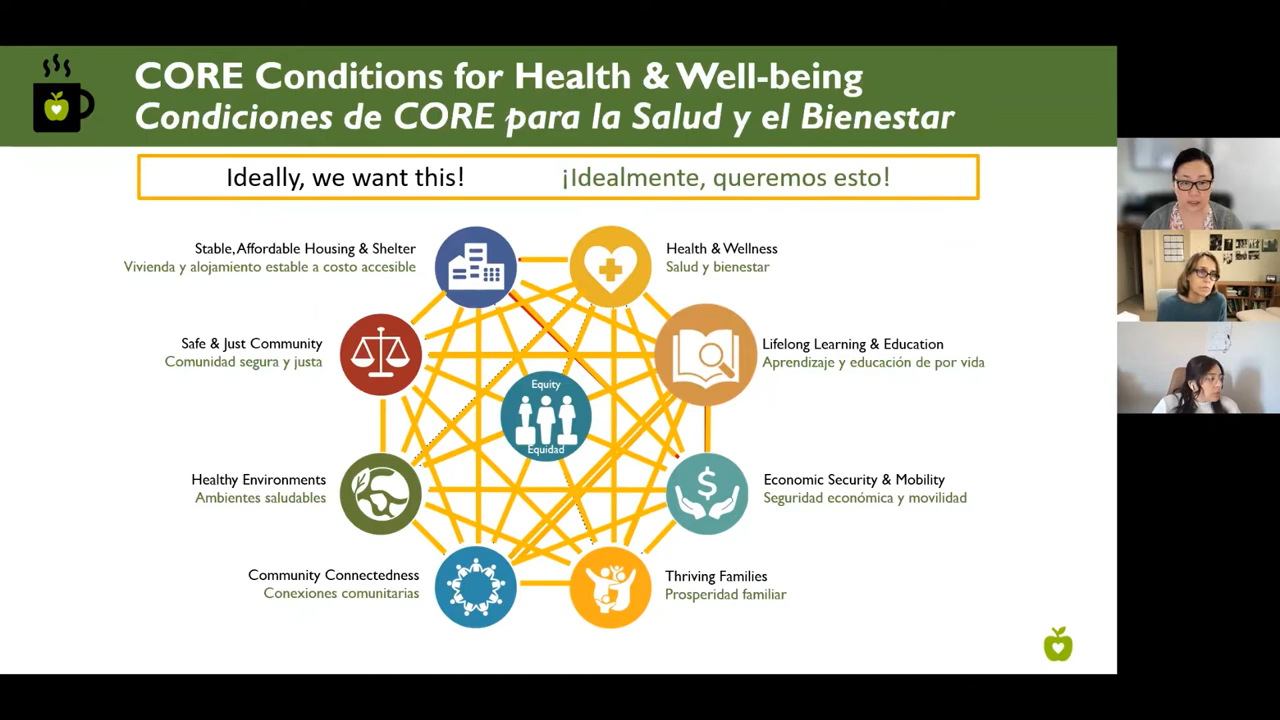 CORE Conditions for Health & Well-being
Condiciones de CORE para la Salud y el Bienestar
Ideally, we want this! ¡Idealmente, queremos esto!
Stable, Affordable Housing & Shelter
Vivienda y alojamiento estable a costo accesible
Health & Wellness
Salud y bienestar
Safe & Just Community
Comunidad segura y justa
Lifelong Learning & Education
Aprendizaje y educación de por vida
Equity
Equidad
Healthy Environments
Ambientes saludables
Economic Security & Mobility
Seguridad económica y movilidad
Community Connectedness
Conexiones comunitarias
Thriving Families
Prosperidad familiar